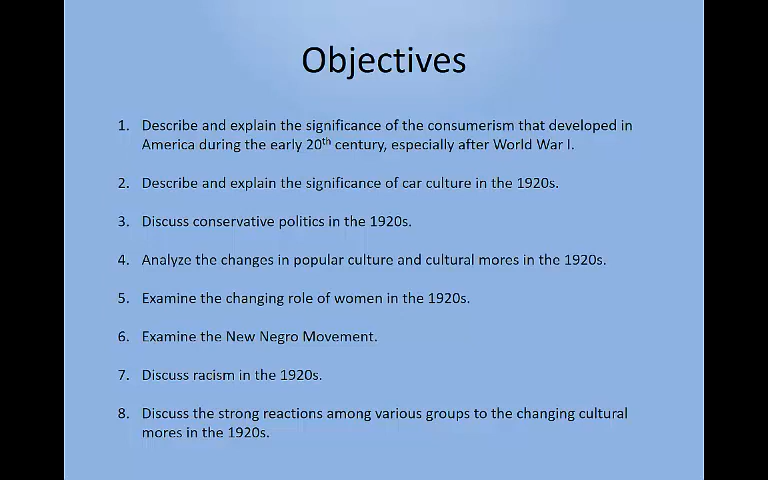 Objectives
1. Describe and explain the significance of the consumerism that developed in
America during the early 20th century, especially after World War I.
2. Describe and explain the significance of car culture in the 1920s.
3. Discuss conservative politics in the 1920s.
4. Analyze the changes in popular culture and cultural mores in the 1920s.
5. Examine the changing role of women in the 1920s.
6. Examine the New Negro Movement.
7. Discuss racism in the 1920s.
8. Discuss the strong reactions among various groups to the changing cultural
mores in the 1920s.